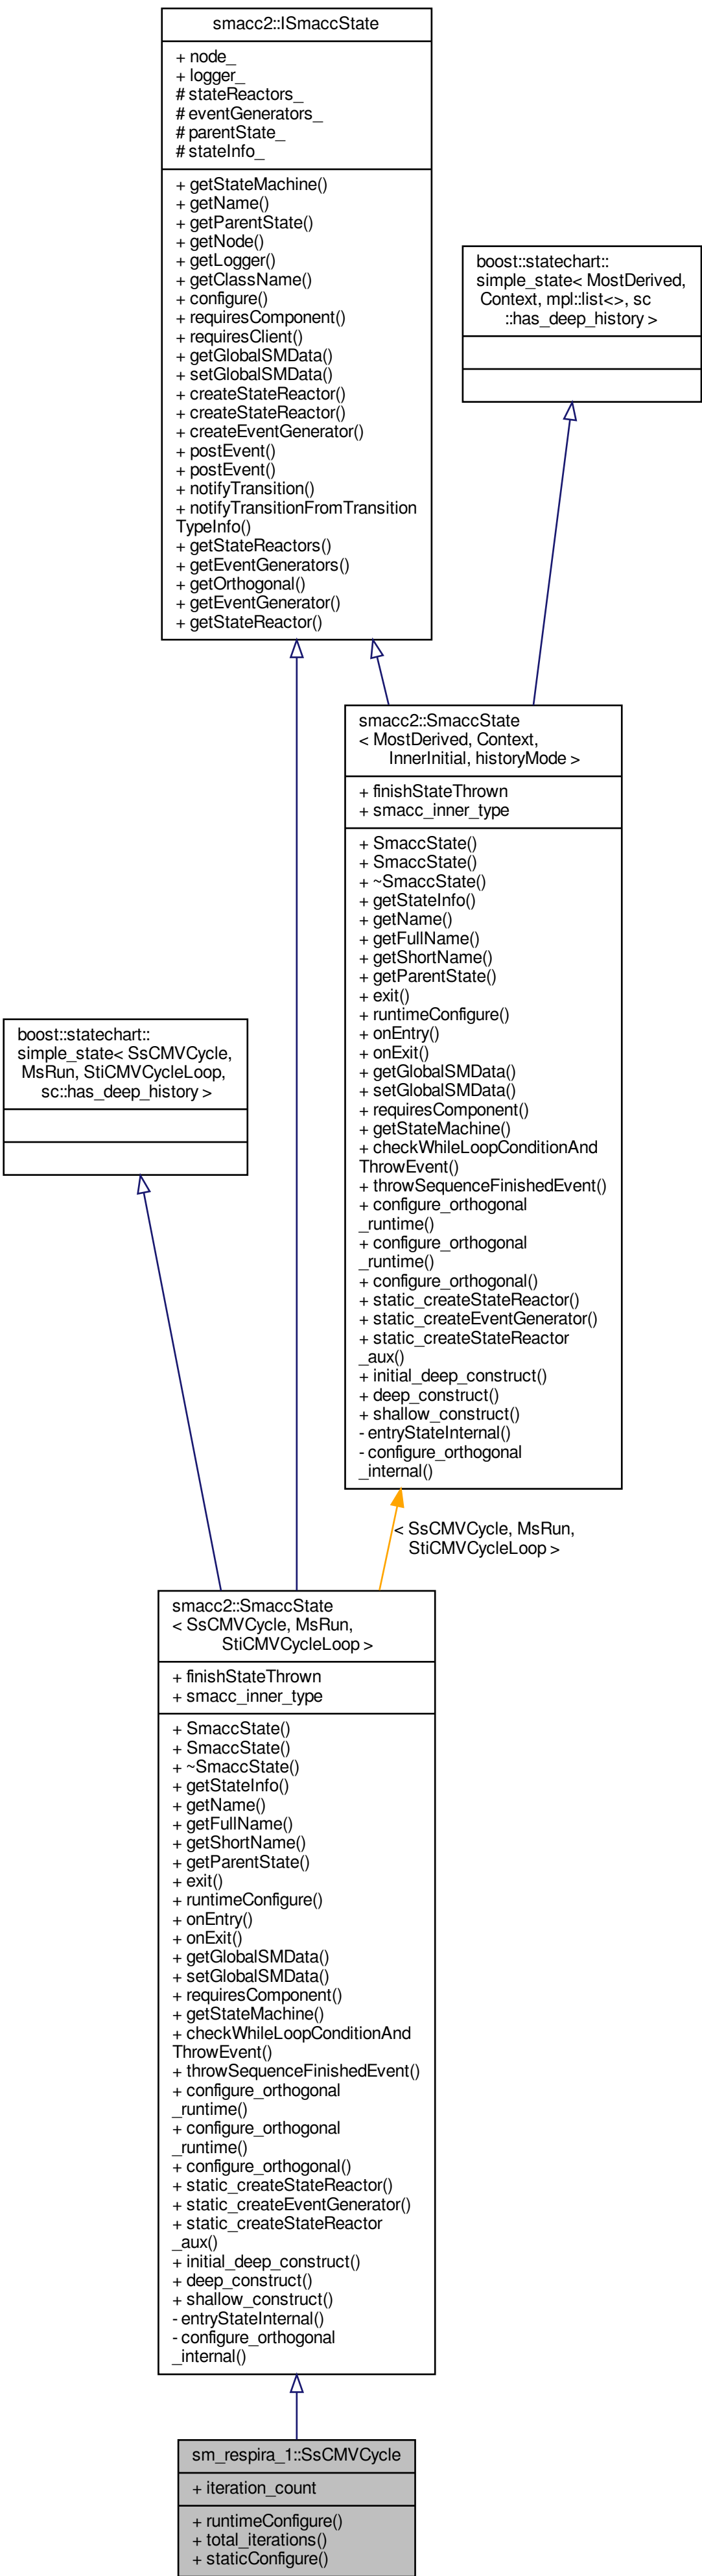 smacc2::ISmaccState
+ node_
+ logger_
# stateReactors_
# eventGenerators_
# parentState_
# stateInfo_
+ getStateMachine()
+ getName()
+ getParentState()
+ getNode()
+ getLogger()
+ getClassName()
+ configure()
+ requiresComponent()
+ requiresClient()
+ getGlobalSMData()
+ setGlobalSMData()
+ createStateReactor()
+ createStateReactor()
+ createEventGenerator()
+ postEvent()
+ postEvent()
+ notifyTransition()
+ notifyTransitionFromTransition
TypeInfo()
+ getStateReactors()
+ getEventGenerators()
+ getOrthogonal()
+ getEventGenerator()
+ getStateReactor()
boost::statechart::
simple_state< MostDerived,
Context, mpl::list<>, sc
::has_deep_history >
smacc2::SmaccState
< MostDerived, Context,
InnerInitial, historyMode >
+ finishStateThrown
+ smacc_inner_type
+ SmaccState()
+ SmaccState()
+ ~SmaccState()
+ getStateInfo()
+ getName()
+ getFullName()
+ getShortName()
+ getParentState()
+ exit()
+ runtimeConfigure()
+ onEntry()
+ onExit()
+ getGlobalSMData()
+ setGlobalSMData()
+ requiresComponent()
+ getStateMachine()
+ checkWhileLoopConditionAnd
ThrowEvent()
+ throwSequenceFinishedEvent()
+ configure_orthogonal
_runtime()
+ configure_orthogonal
_runtime()
+ configure_orthogonal()
+ static_createStateReactor()
+ static_createEventGenerator()
+ static_createStateReactor
_aux()
+ initial_deep_construct()
+ deep_construct()
+ shallow_construct()
- entryStateInternal()
- configure_orthogonal
_internal()
boost::statechart::
simple_state< SsCMVCycle,
MsRun, StiCMVCycleLoop,
sc::has_deep_history >
< SsCMVCycle, MsRun,
StiCMVCycleLoop >
smacc2::SmaccState
< SsCMVCycle, MsRun,
StiCMVCycleLoop >
+ finishStateThrown
+ smacc_inner_type
+ SmaccState()
+ SmaccState()
+ ~SmaccState()
+ getStateInfo()
+ getName()
+ getFullName()
+ getShortName()
+ getParentState()
+ exit()
+ runtimeConfigure()
+ onEntry()
+ onExit()
+ getGlobalSMData()
+ setGlobalSMData()
+ requiresComponent()
+ getStateMachine()
+ checkWhileLoopConditionAnd
ThrowEvent()
+ throwSequenceFinishedEvent()
+ configure_orthogonal
_runtime()
+ configure_orthogonal
_runtime()
+ configure_orthogonal()
+ static_createStateReactor()
+ static_createEventGenerator()
+ static_createStateReactor
_aux()
+ initial_deep_construct()
+ deep_construct()
+ shallow_construct()
- entryStateInternal()
- configure_orthogonal
_internal()
sm_respira_1::SsCMVCycle
+ iteration_count
+ runtimeConfigure()
+ total_iterations()
+ staticConfigure()